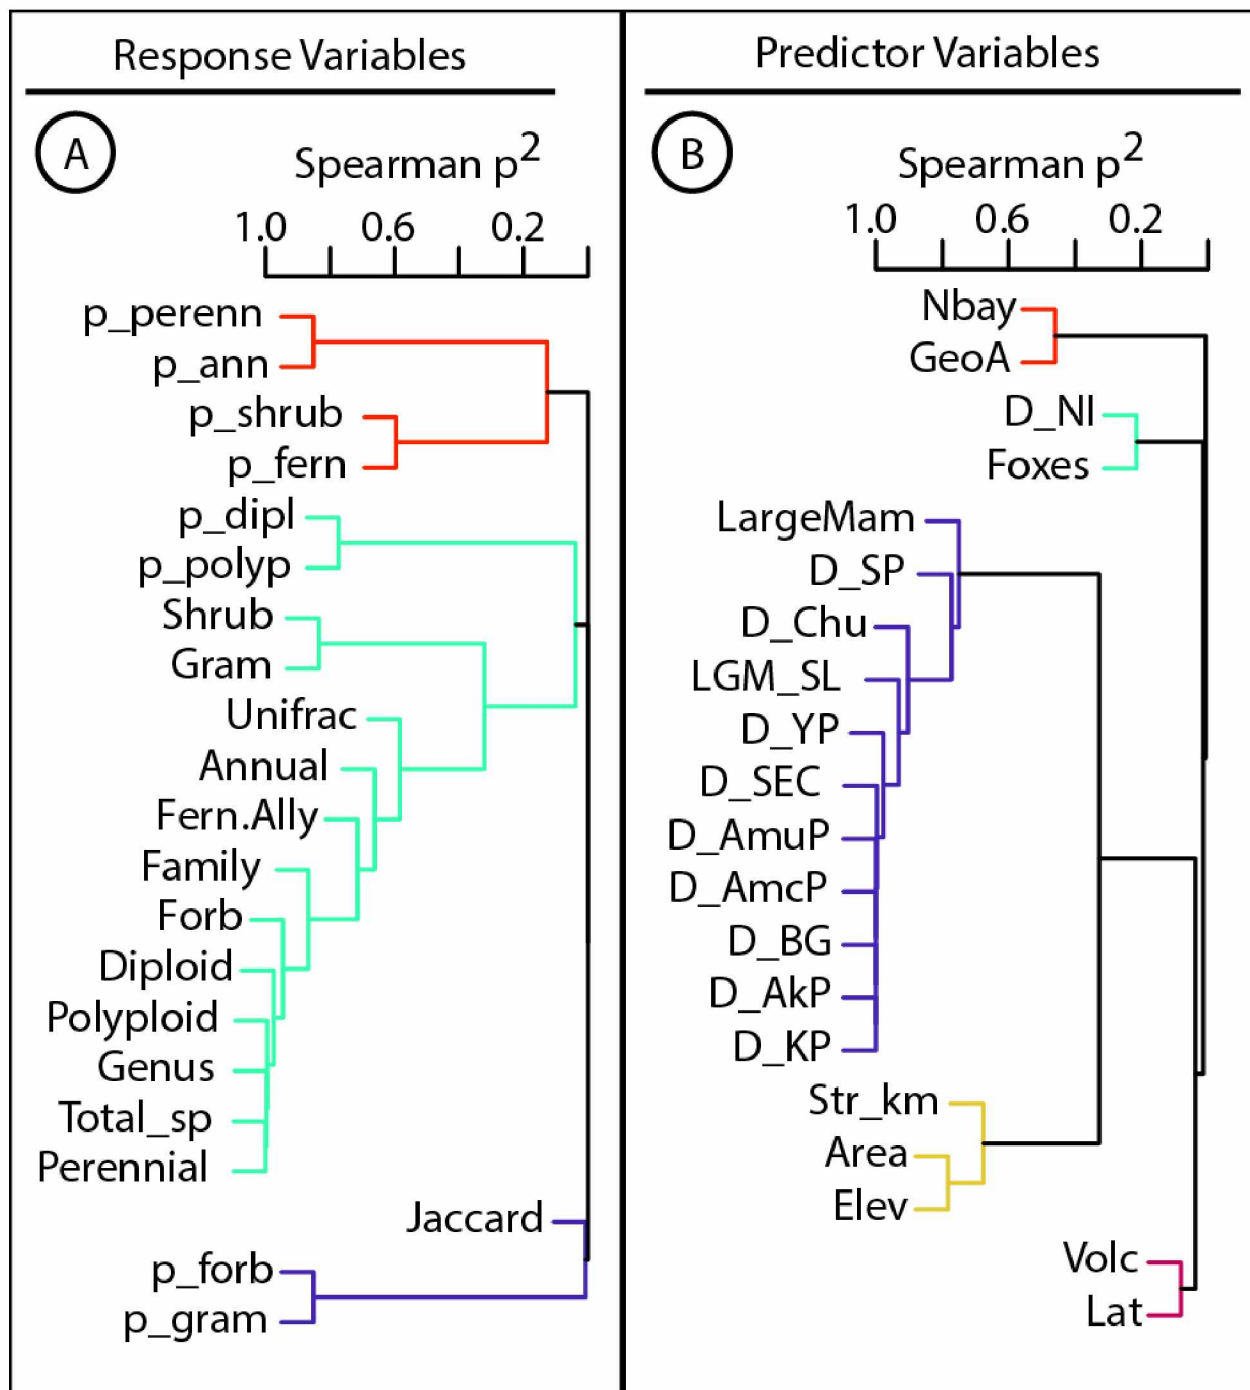 Response Variables
A
Spearman p²
1.0 0.6 0.2
p_perenn
p_ann
p_shrub
p_fern
p_dipl
p_polyp
Shrub
Gram
Unifrac
Annual
Fern.Ally
Family
Forb
Diploid
Polyploid
Genus
Total_sp
Perennial
Jaccard
p_forb
p_gram
Predictor Variables
B
Spearman p²
1.0 0.6 0.2
Nbay
GeoA
D_NI
Foxes
LargeMam
D_SP
D_Chu
LGM_SL
D_YP
D_SEC
D_AmuP
D_AmcP
D_BG
D_AkP
D_KP
Str_km
Area
Elev
Volc
Lat